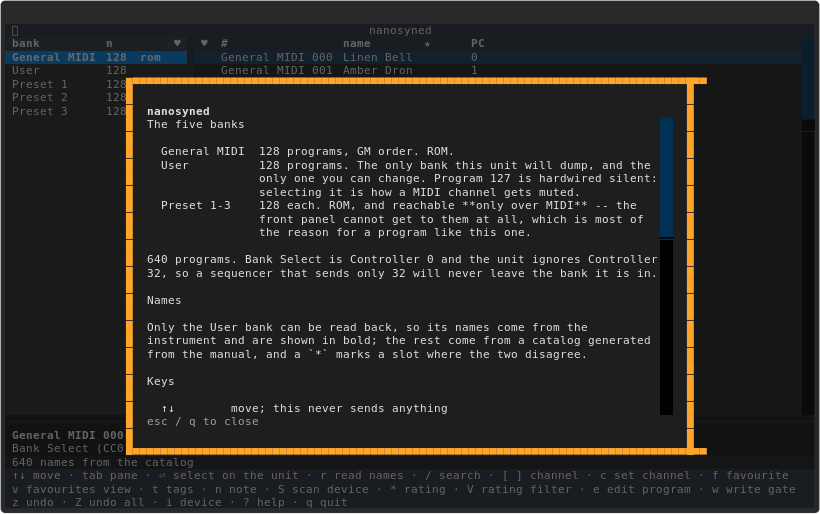 nanosyned
bank n ♥ ♥ # name ★ PC
General MIDI 128 rom General MIDI 000 Linen Bell 0
User 128 General MIDI 001 Amber Dron 1
Preset 1 128
Preset 2 128
Preset 3 128
nanosyned
The five banks
General MIDI 128 programs, GM order. ROM.
User 128 programs. The only bank this unit will dump, and the
only one you can change. Program 127 is hardwired silent:
selecting it is how a MIDI channel gets muted.
Preset 1-3 128 each. ROM, and reachable **only over MIDI** -- the
front panel cannot get to them at all, which is most of
the reason for a program like this one.
640 programs. Bank Select is Controller 0 and the unit ignores Controller
32, so a sequencer that sends only 32 will never leave the bank it is in.
Names
Only the User bank can be read back, so its names come from the
instrument and are shown in bold; the rest come from a catalog generated
from the manual, and a `*` marks a slot where the two disagree.
Keys
↑↓ move; this never sends anything
esc / q to close
General MIDI 000
Bank Select (CC0
640 names from the catalog
↑↓ move · tab pane · ⏎ select on the unit · r read names · / search · [ ] channel · c set channel · f favourite
v favourites view · t tags · n note · S scan device · * rating · V rating filter · e edit program · w write gate
z undo · Z undo all · i device · ? help · q quit